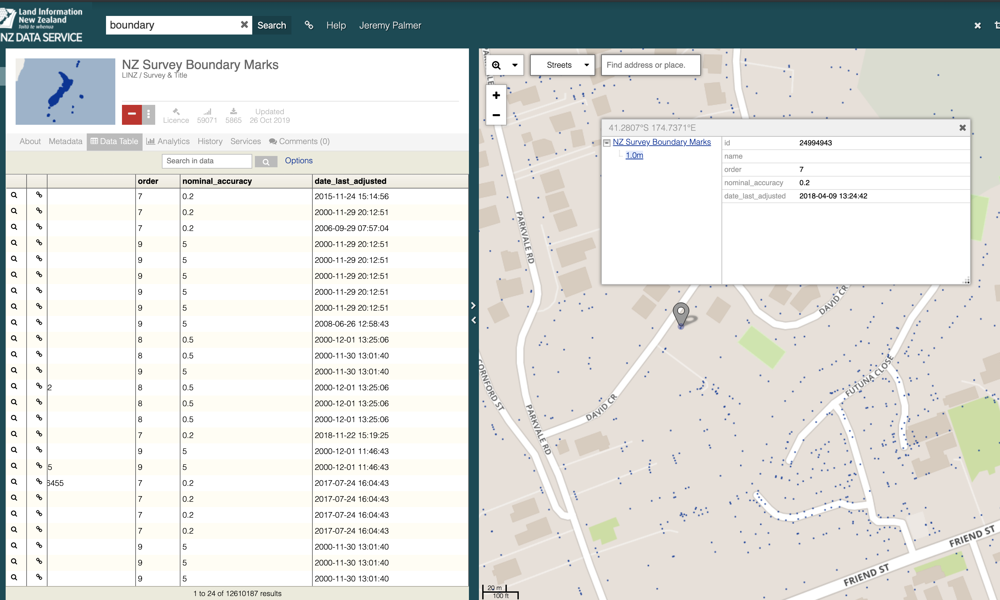 Land Information
New Zealand
Toitū te whenua
INZ DATA SERVICE
boundary
Search
Help
Jeremy Palmer
NZ Survey Boundary Marks
LINZ / Survey & Title
Licence
59071
5865
Updated
26 Oct 2019
About
Metadata
Data Table
Analytics
History
Services
Comments (0)
Search in data
Options
order nominal_accuracy date_last_adjusted
7 0.2 2015-11-24 15:14:56
7 0.2 2000-11-29 20:12:51
7 0.2 2006-09-29 07:57:04
9 5 2000-11-29 20:12:51
9 5 2000-11-29 20:12:51
9 5 2000-11-29 20:12:51
9 5 2000-11-29 20:12:51
9 5 2000-11-29 20:12:51
9 5 2008-06-26 12:58:43
8 0.5 2000-12-01 13:25:06
8 0.5 2000-11-30 13:01:40
9 5 2000-11-30 13:01:40
2 8 0.5 2000-12-01 13:25:06
8 0.5 2000-12-01 13:25:06
8 0.5 2000-12-01 13:25:06
7 0.2 2018-11-22 15:19:25
9 5 2000-12-01 11:46:43
5 9 5 2000-12-01 11:46:43
6455 7 0.2 2017-07-24 16:04:43
7 0.2 2017-07-24 16:04:43
7 0.2 2017-07-24 16:04:43
7 0.2 2017-07-24 16:04:43
9 5 2000-11-30 13:01:40
9 5 2000-11-30 13:01:40
9 5 2000-11-30 13:01:40
1 to 24 of 12610187 results
Streets
Find address or place.
41.2807°S 174.7371°E
NZ Survey Boundary Marks
1.0m
id 24994943
name
order 7
nominal_accuracy 0.2
date_last_adjusted 2018-04-09 13:24:42
PARKVALE RD
DAVID CR
CORNFORD ST
FUTUNA CLOSE
DAVID CR
PARKVALE RD
FRIEND ST
FRIEND ST
20 m
100 ft